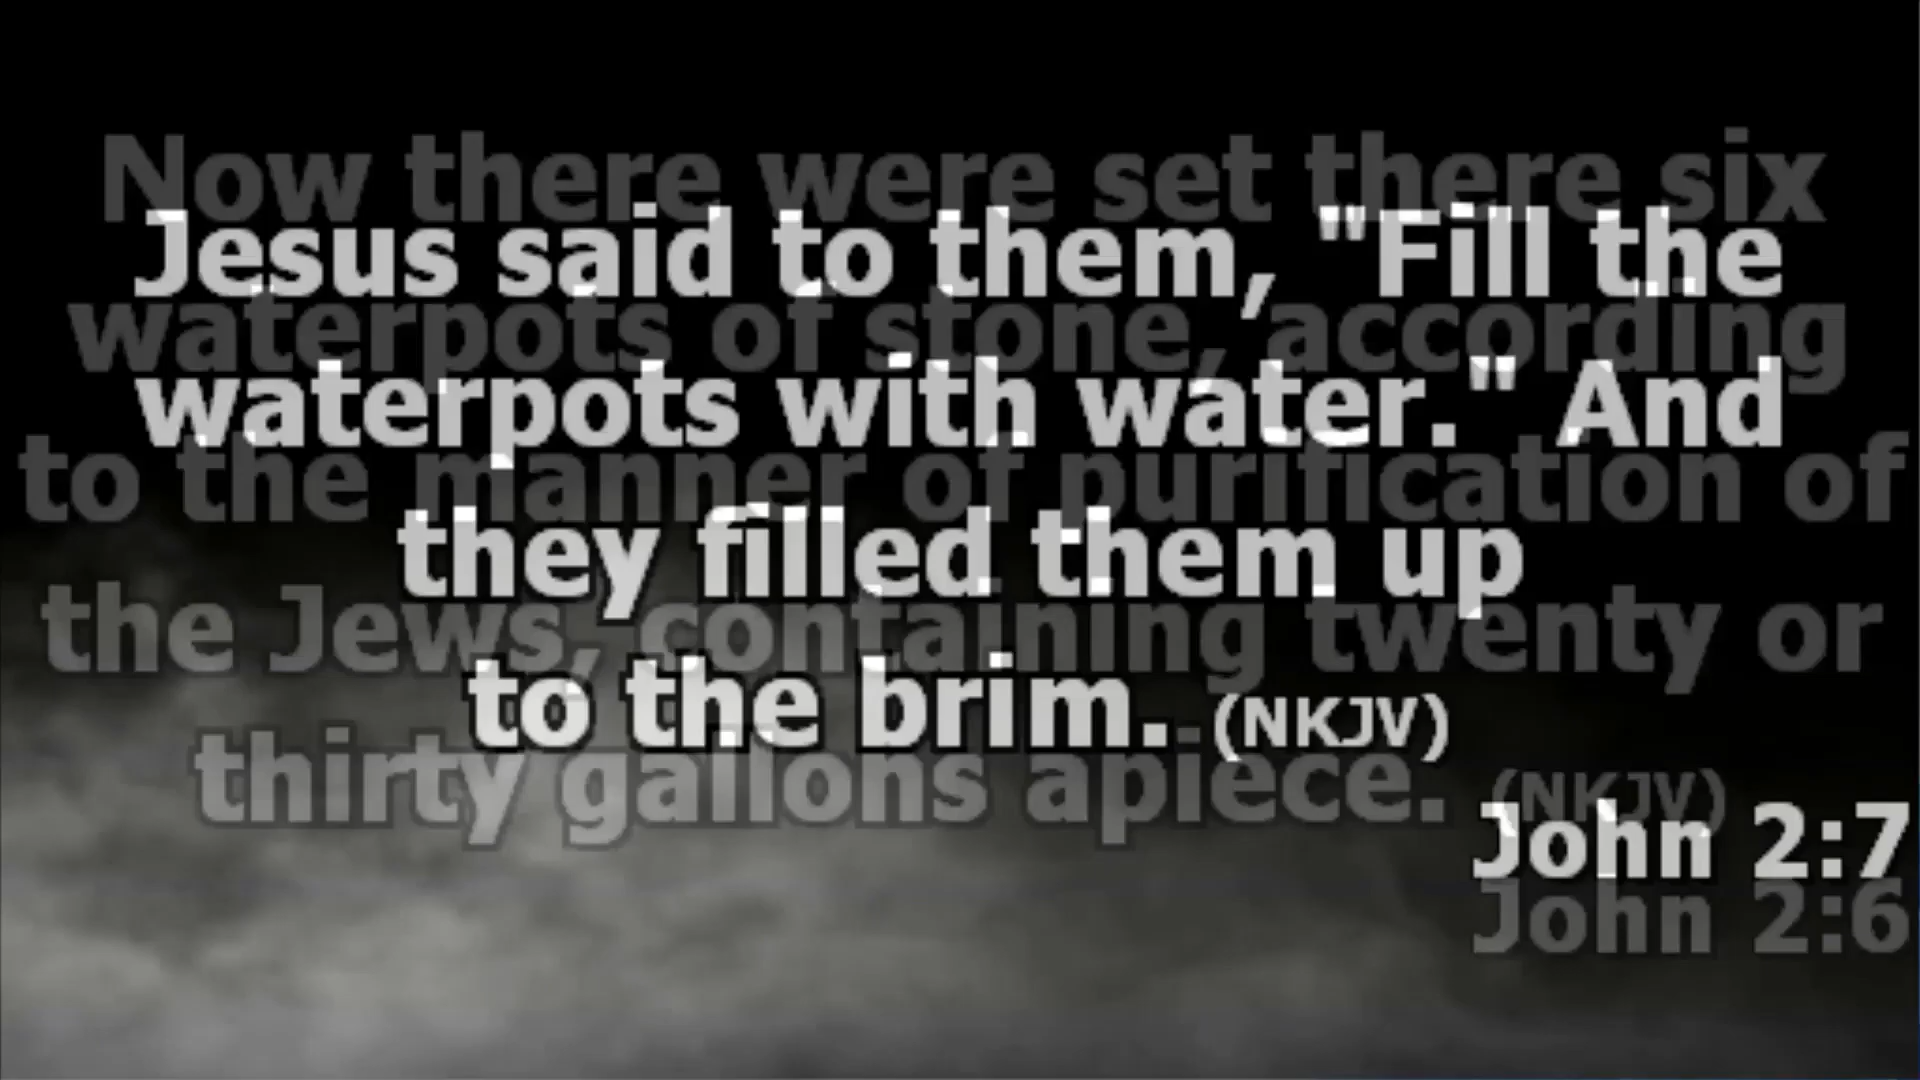 Now there were set there six
waterpots of stone, according
to the manner of purification of
the Jews, containing twenty or
thirty gallons apiece. (NKJV)
John 2:6
Jesus said to them, "Fill the
waterpots with water." And
they filled them up
to the brim. (NKJV)
John 2:7